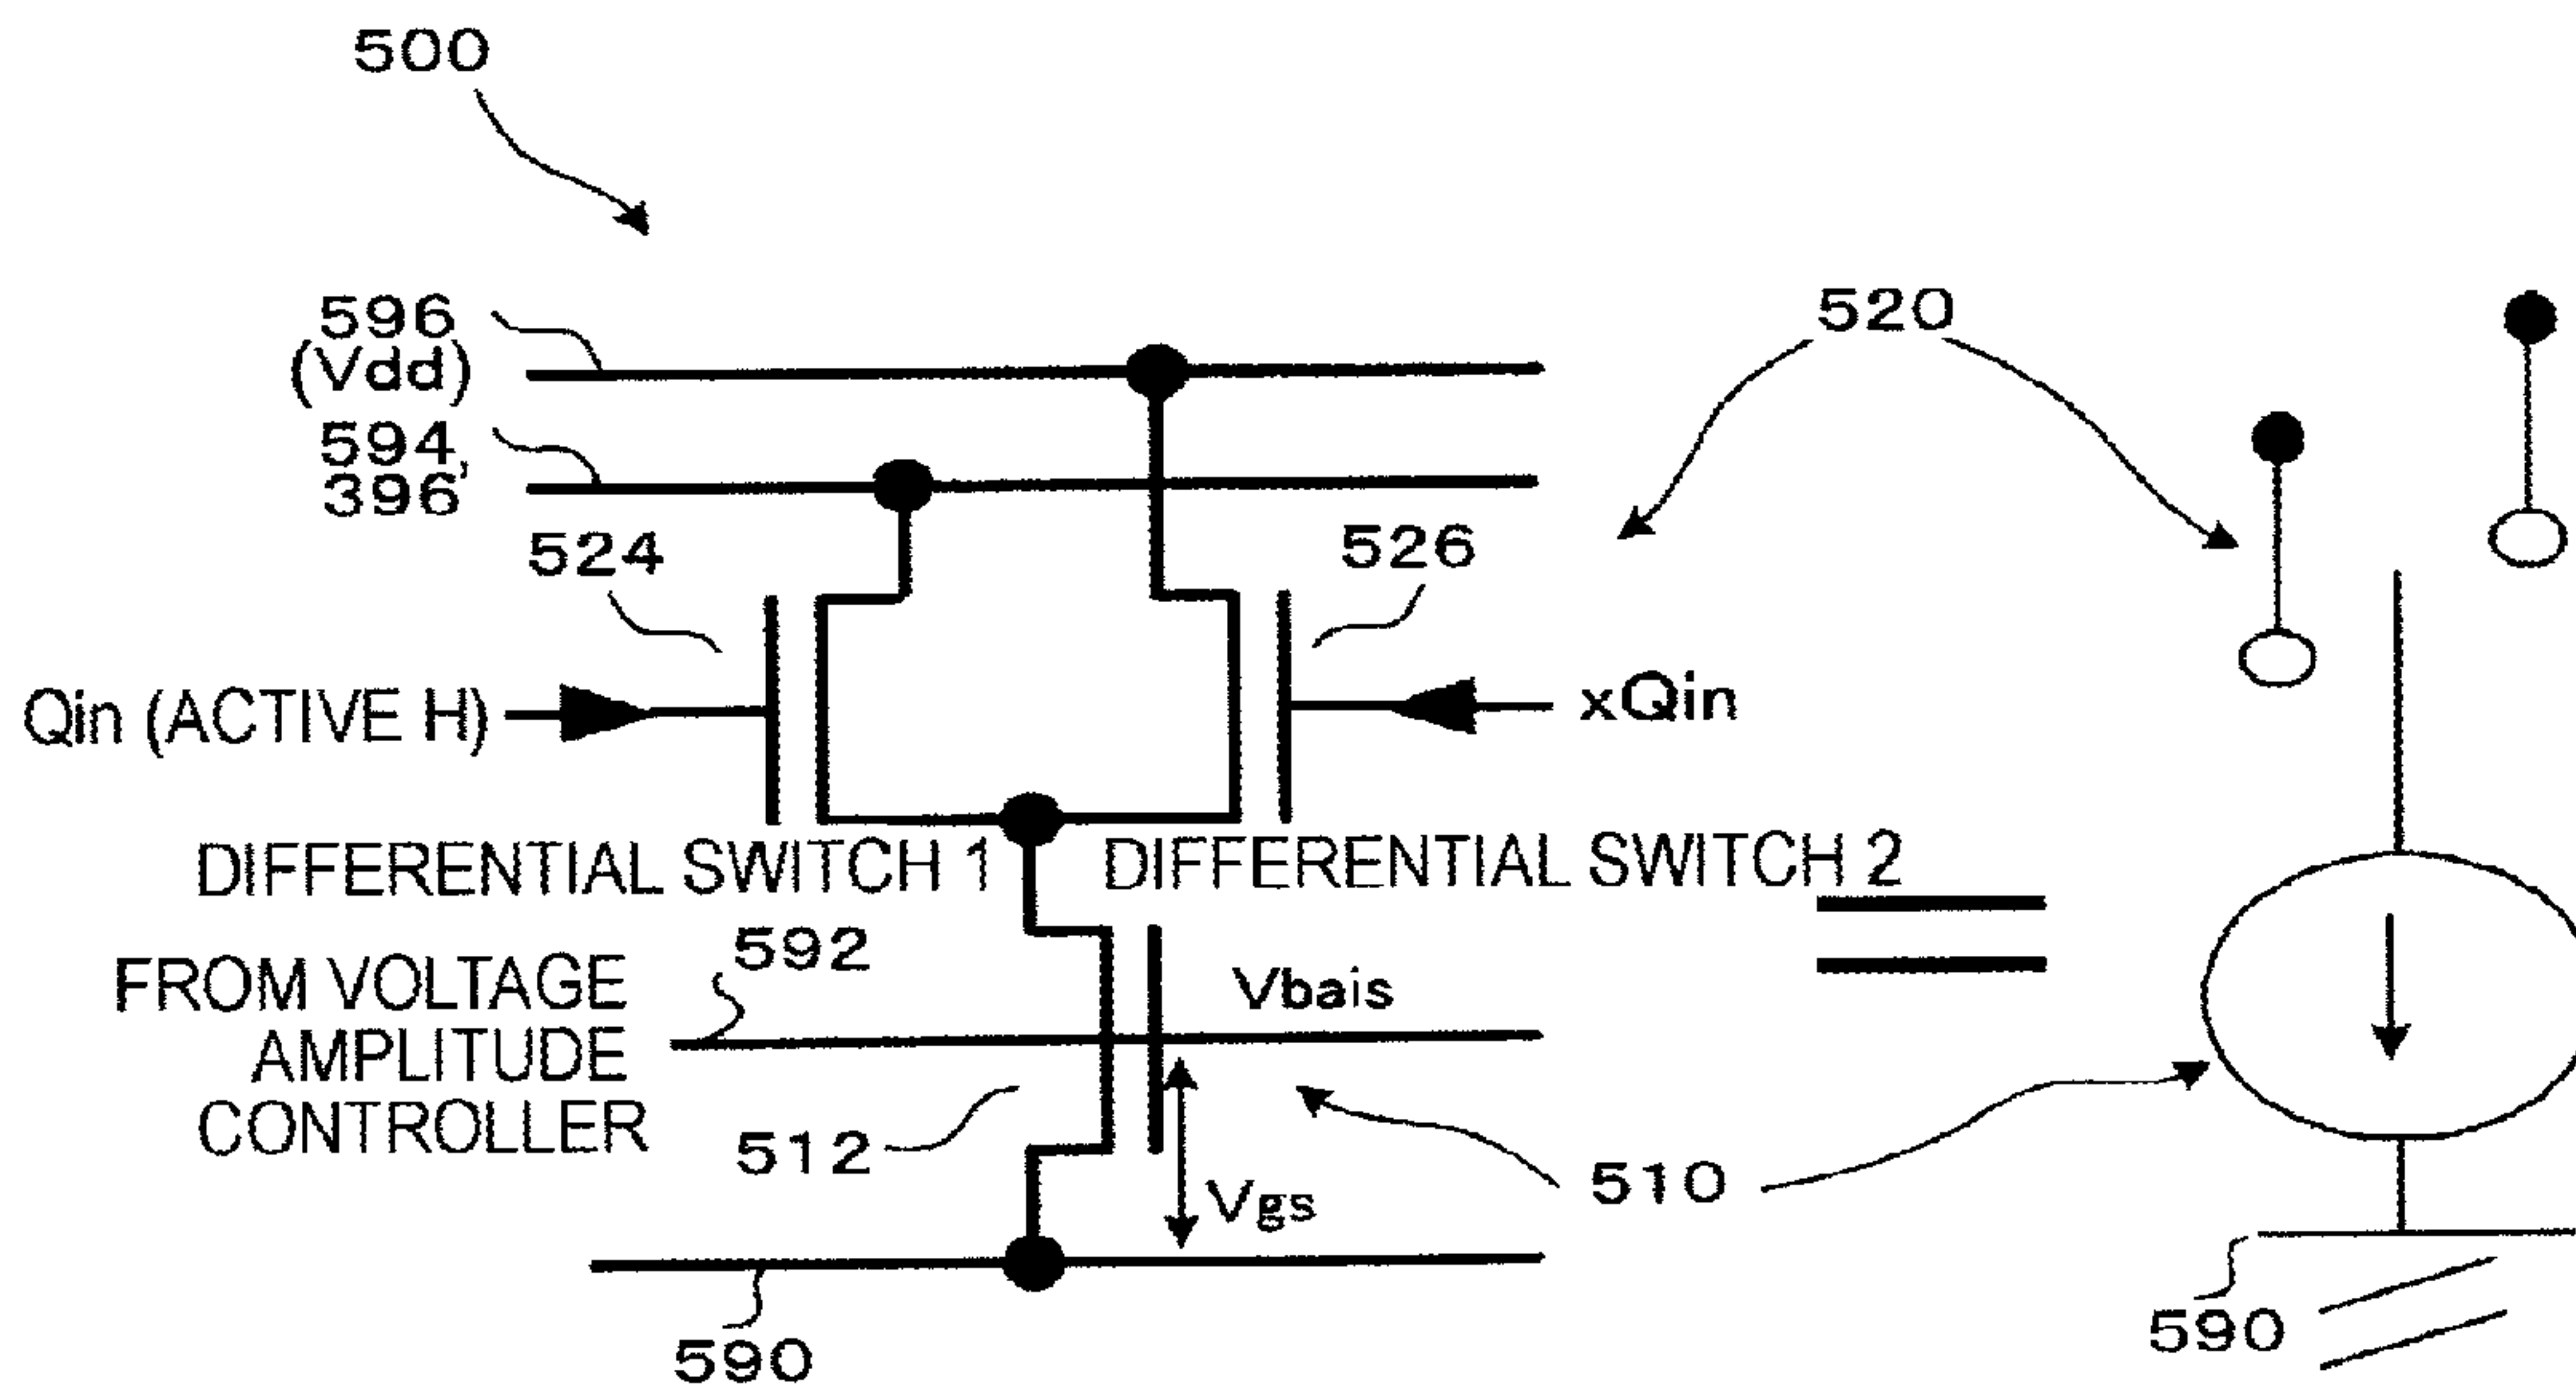 500
596
(Vdd)
594,
396
520
524
526
Qin (ACTIVE H)
xQin
DIFFERENTIAL SWITCH 1
DIFFERENTIAL SWITCH 2
592
FROM VOLTAGE
AMPLITUDE
CONTROLLER
Vbais
512
Vgs
510
590
590